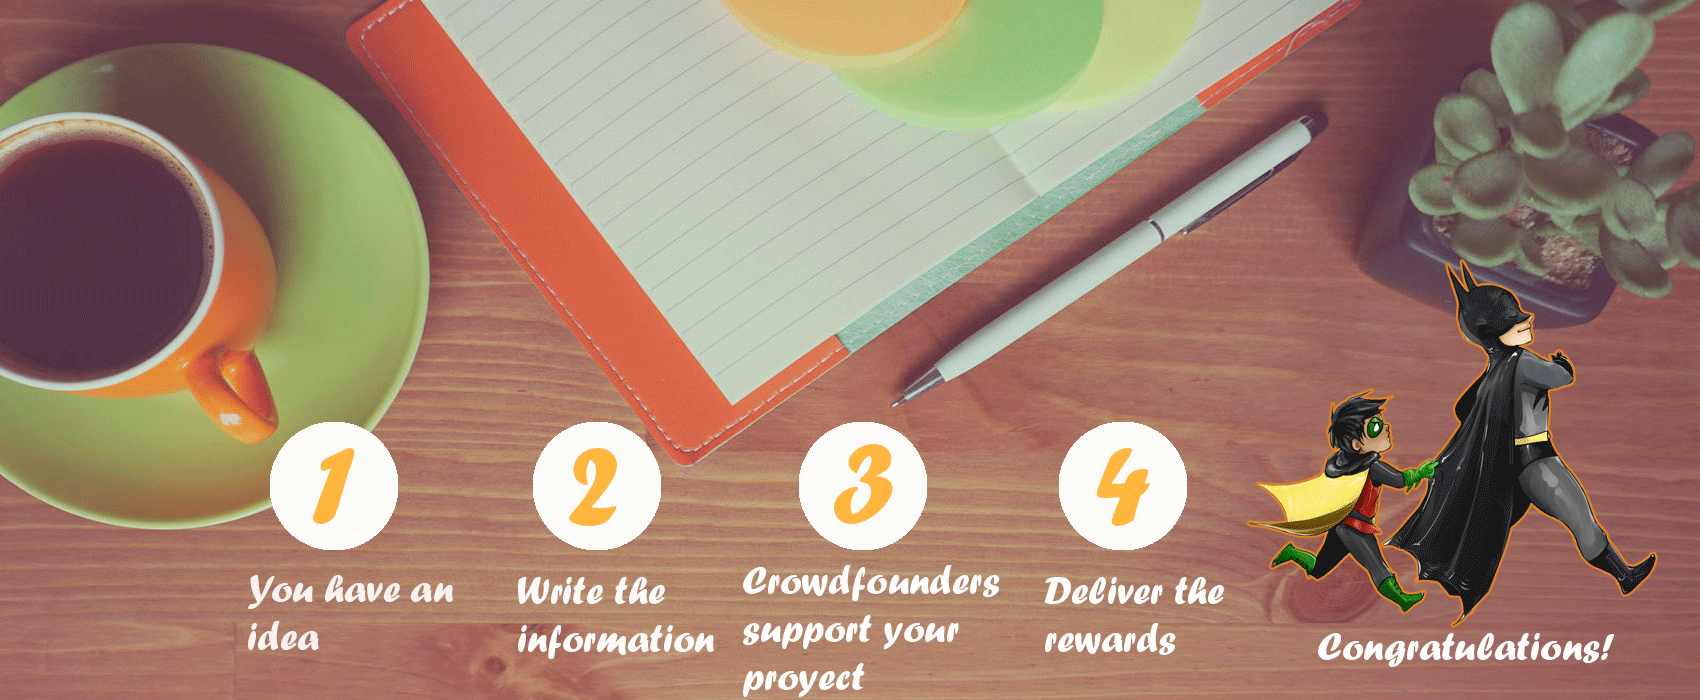 1
You have an
idea
2
Write the
information
3
Crowdfounders
support your
proyect
4
Deliver the
rewards
Congratulations!